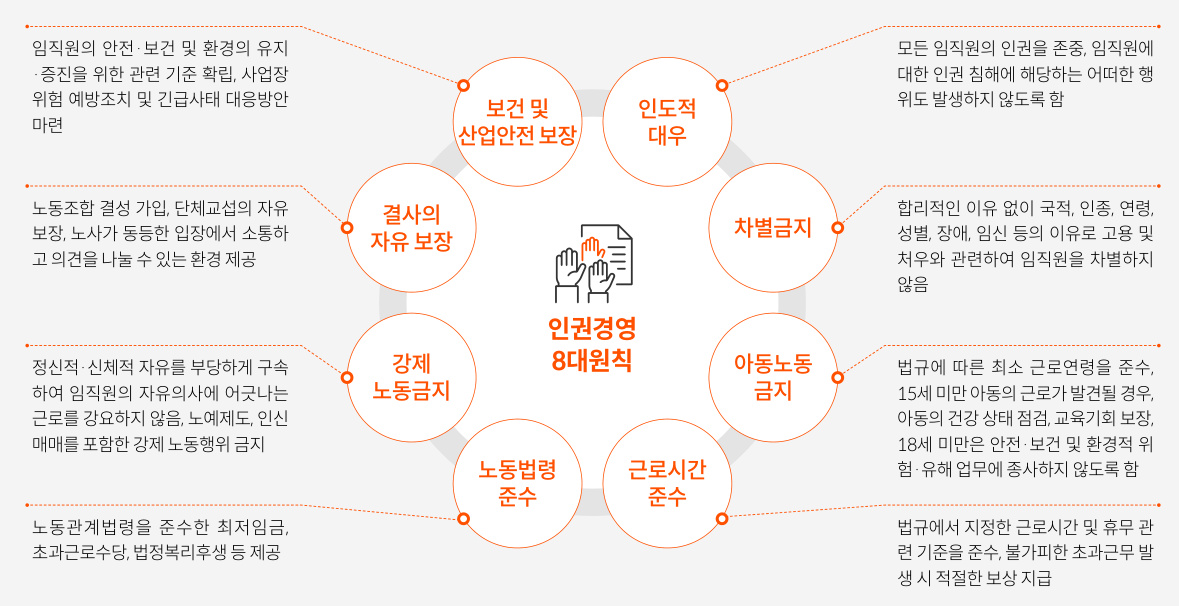 임직원의 안전·보건 및 환경의 유지
·증진을 위한 관련 기준 확립, 사업장
위험 예방조치 및 긴급사태 대응방안
마련
보건 및
산업안전 보장
인도적
대우
모든 임직원의 인권을 존중, 임직원에
대한 인권 침해에 해당하는 어떠한 행
위도 발생하지 않도록 함
노동조합 결성 가입, 단체교섭의 자유
보장, 노사가 동등한 입장에서 소통하
고 의견을 나눌 수 있는 환경 제공
결사의
자유 보장
차별금지
합리적인 이유 없이 국적, 인종, 연령,
성별, 장애, 임신 등의 이유로 고용 및
처우와 관련하여 임직원을 차별하지
않음
인권경영
8대원칙
정신적·신체적 자유를 부당하게 구속
하여 임직원의 자유의사에 어긋나는
근로를 강요하지 않음, 노예제도, 인신
매매를 포함한 강제 노동행위 금지
강제
노동금지
아동노동
금지
법규에 따른 최소 근로연령을 준수,
15세 미만 아동의 근로가 발견될 경우,
아동의 건강 상태 점검, 교육기회 보장,
18세 미만은 안전·보건 및 환경적 위
험·유해 업무에 종사하지 않도록 함
노동관계법령을 준수한 최저임금,
초과근로수당, 법정복리후생 등 제공
노동법령
준수
근로시간
준수
법규에서 지정한 근로시간 및 휴무 관
련 기준을 준수, 불가피한 초과근무 발
생 시 적절한 보상 지급